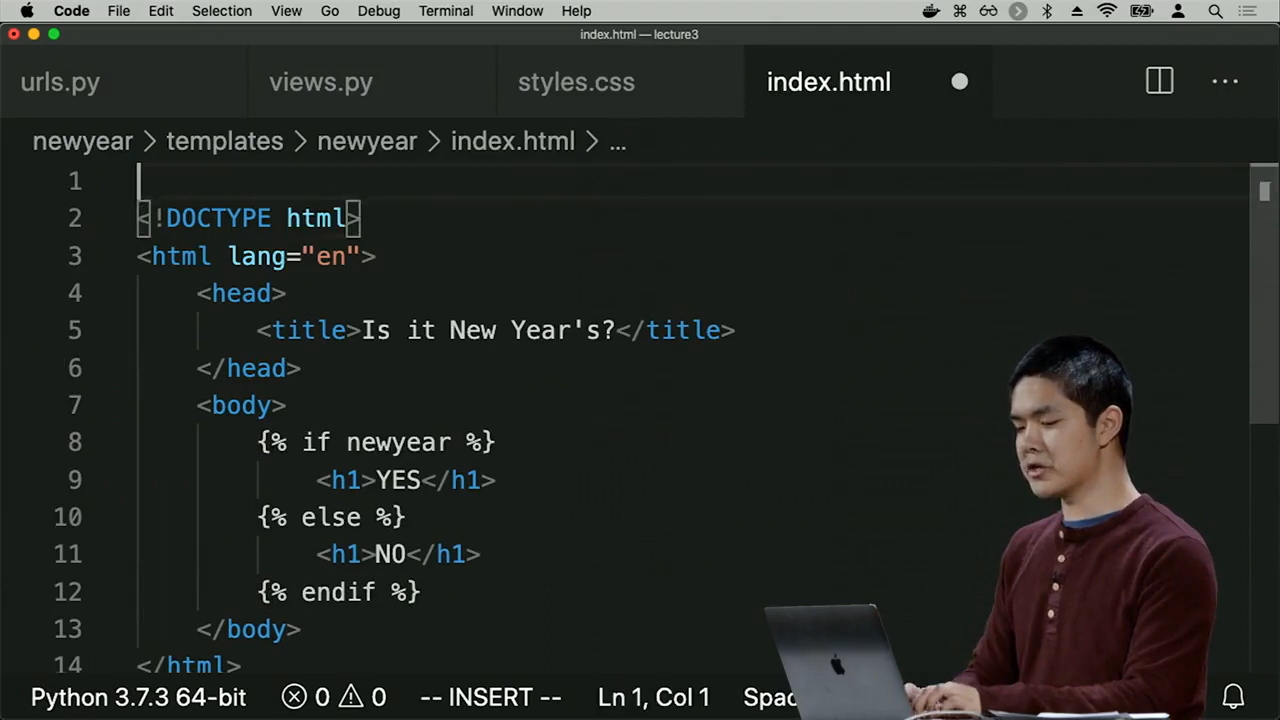 Code File Edit Selection View Go Debug Terminal Window Help
index.html — lecture3
urls.py views.py styles.css index.html
newyear > templates > newyear > index.html > ...
1
2 <!DOCTYPE html>
3 <html lang="en">
4 <head>
5 <title>Is it New Year's?</title>
6 </head>
7 <body>
8 {% if newyear %}
9 <h1>YES</h1>
10 {% else %}
11 <h1>NO</h1>
12 {% endif %}
13 </body>
14 </html>
Python 3.7.3 64-bit 0 0 -- INSERT -- Ln 1, Col 1